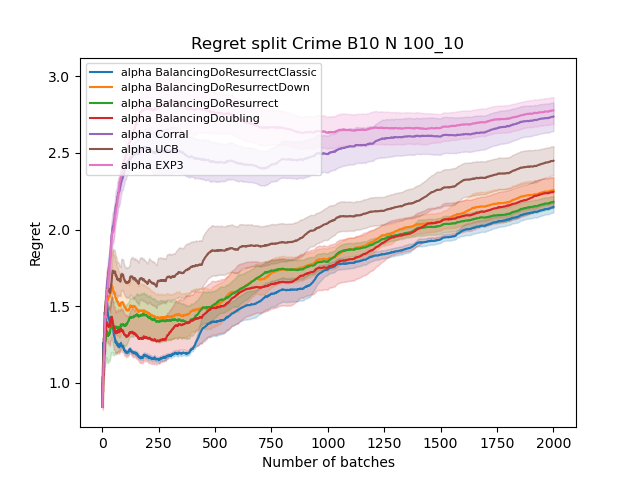 Regret split Crime B10 N 100_10
alpha BalancingDoResurrectClassic
alpha BalancingDoResurrectDown
alpha BalancingDoResurrect
alpha BalancingDoubling
alpha Corral
alpha UCB
alpha EXP3
3.0
2.5
2.0
1.5
1.0
Regret
0 250 500 750 1000 1250 1500 1750 2000
Number of batches